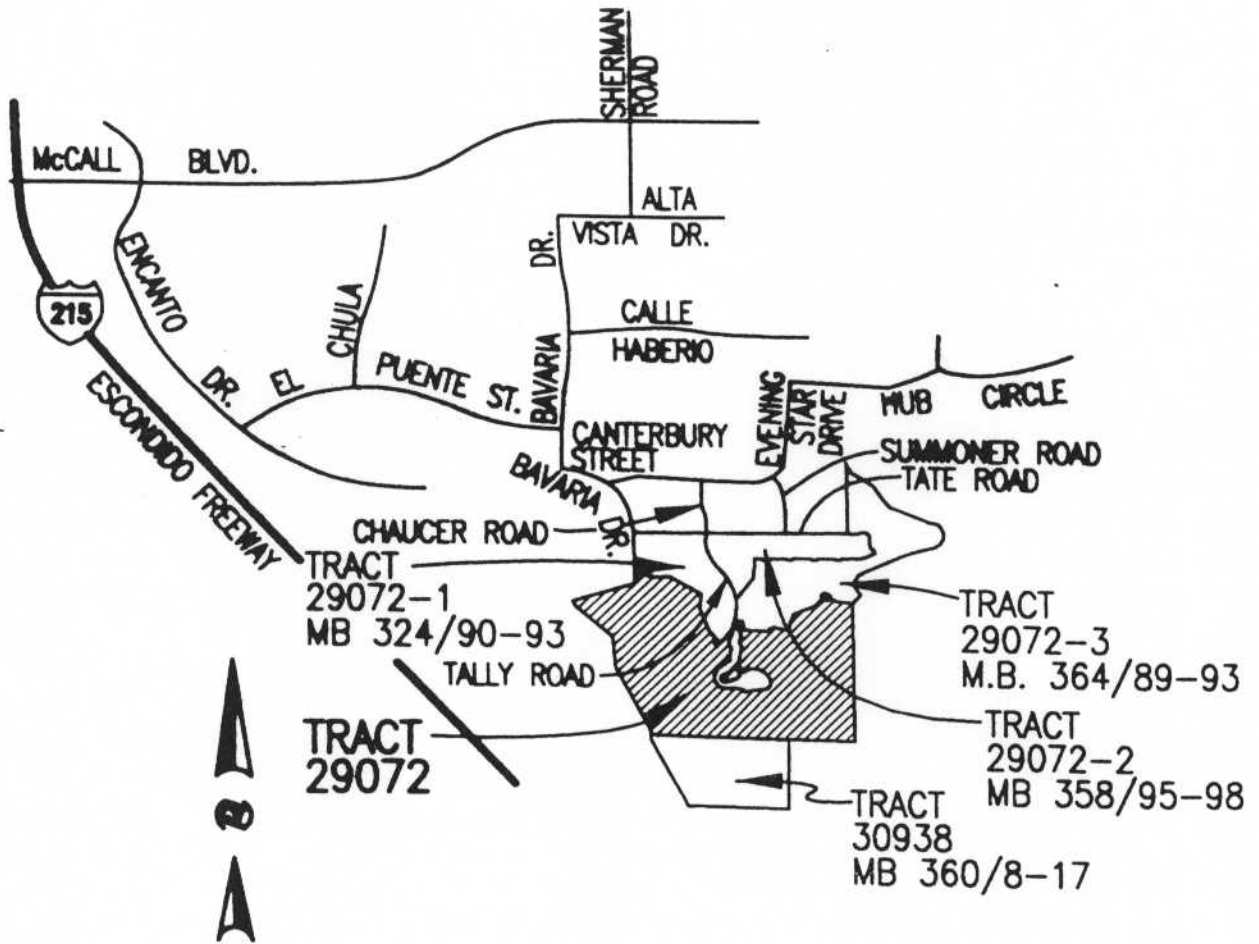 SHERMAN
ROAD
McCALL BLVD.
ALTA
VISTA DR.
ENCANTO
DR.
215
CHULA
EL PUENTE ST.
BAVARIA DR.
CALLE
HABERIO
ESCONDIDO FREEWAY
EVENING
STAR
DRIVE
HUB CIRCLE
CANTERBURY
STREET
BAVARIA DR.
SUMMONER ROAD
TATE ROAD
CHAUCER ROAD
TRACT
29072-1
MB 324/90-93
TALLY ROAD
TRACT
29072
TRACT
29072-3
M.B. 364/89-93
TRACT
29072-2
MB 358/95-98
TRACT
30938
MB 360/8-17